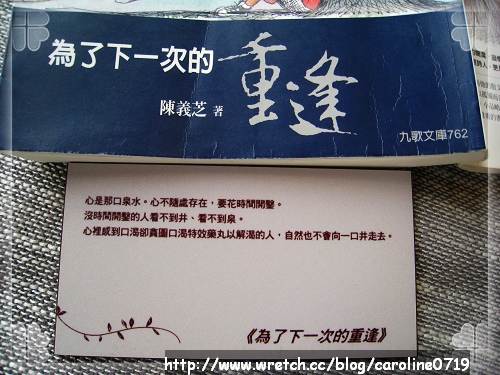 為了下一次的重逢
陳義芝 著
九歌文庫762
心是那口泉水。心不隨處存在，要花時間開鑿。
沒時間開鑿的人看不到井、看不到泉。
心裡感到口渴卻貪圖口渴特效藥丸以解渴的人，自然也不會向一口井走去。
《為了下一次的重逢》
http://www.wretch.cc/blog/caroline0719